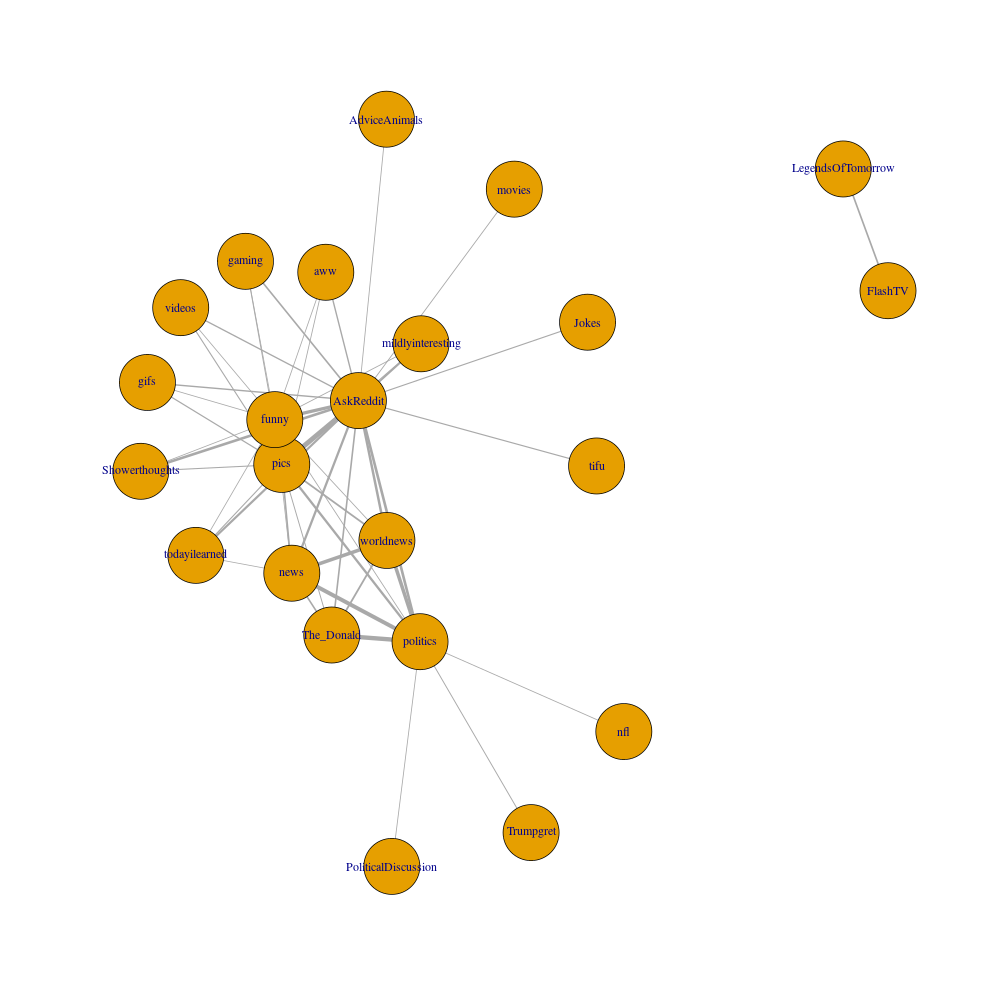 AdviceAnimals
LegendsOfTomorrow
movies
gaming
aww
FlashTV
videos
Jokes
mildlyinteresting
gifs
AskReddit
funny
pics
tifu
Showerthoughts
worldnews
todayilearned
news
The_Donald
politics
nfl
Trumpgret
PoliticalDiscussion